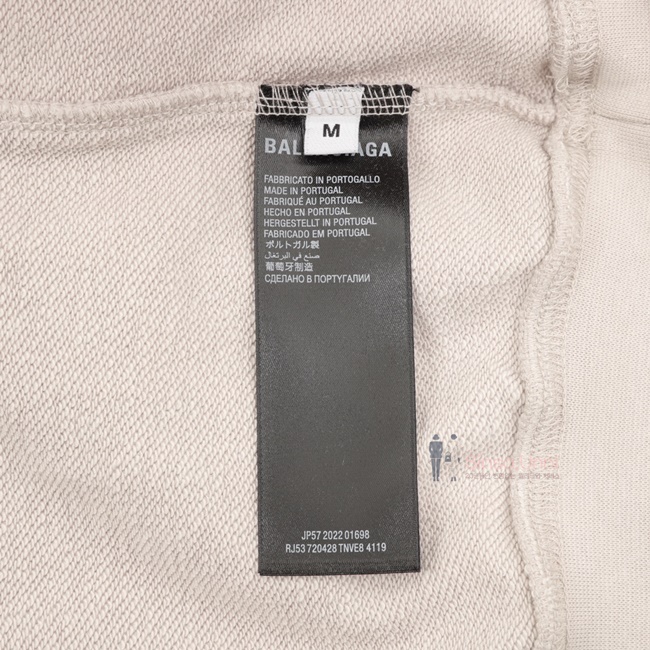 M
FABBRICATO IN PORTOGALLO
MADE IN PORTUGAL
FABRIQUÉ AU PORTUGAL
HECHO EN PORTUGAL
HERGESTELLT IN PORTUGAL
FABRICADO EM PORTUGAL
ポルトガル製
صنع في البرتغال
葡萄牙制造
СДЕЛАНО В ПОРТУГАЛИИ
JP57 2022 01698
RJ53 720428 TNVE8 4119